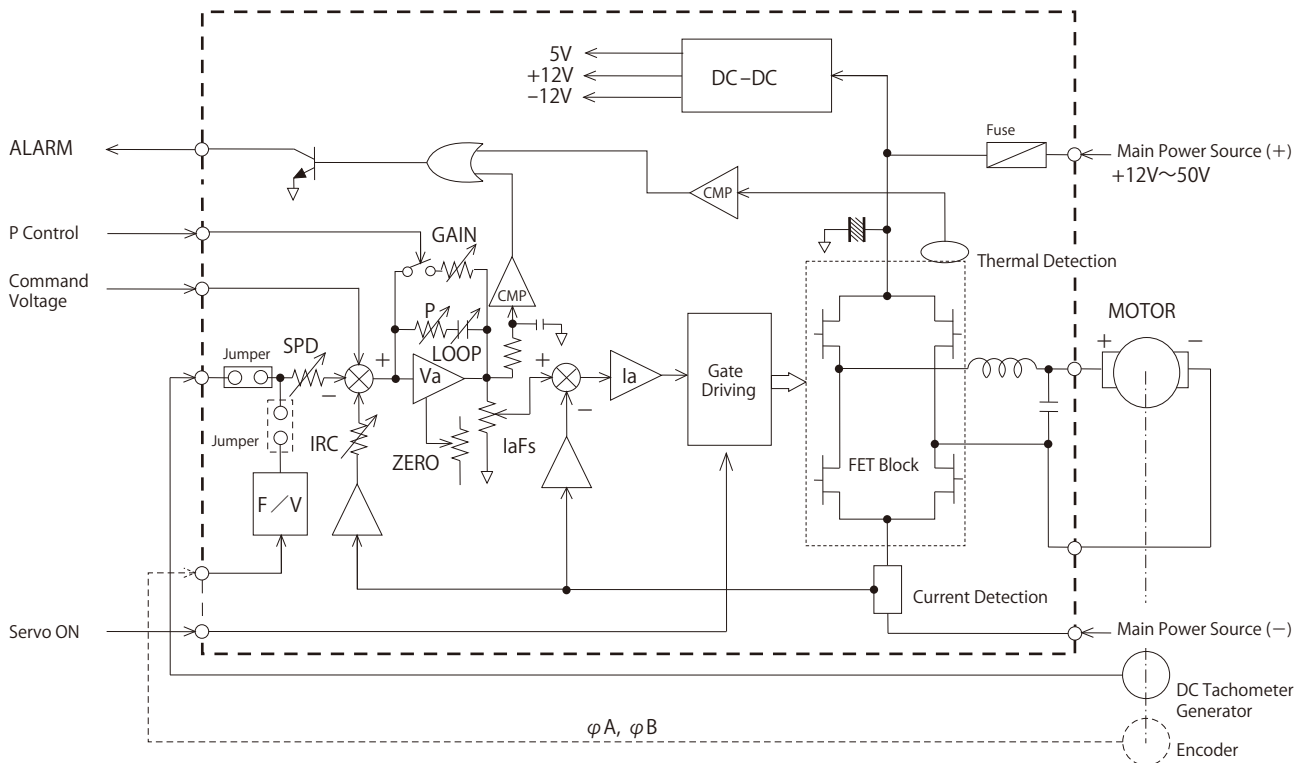 5V
+12V
−12V
DC−DC
ALARM
Fuse
Main Power Source (+)
+12V～50V
CMP
P Control
GAIN
Thermal Detection
Command
Voltage
CMP
P
LOOP
MOTOR
Jumper
SPD
+
+
+
−
Va
Ia
Gate
Driving
−
−
Jumper
IRC
ZERO
IaFs
FET Block
F／V
Current Detection
Servo ON
Main Power Source (−)
DC Tachometer
Generator
φA, φB
Encoder